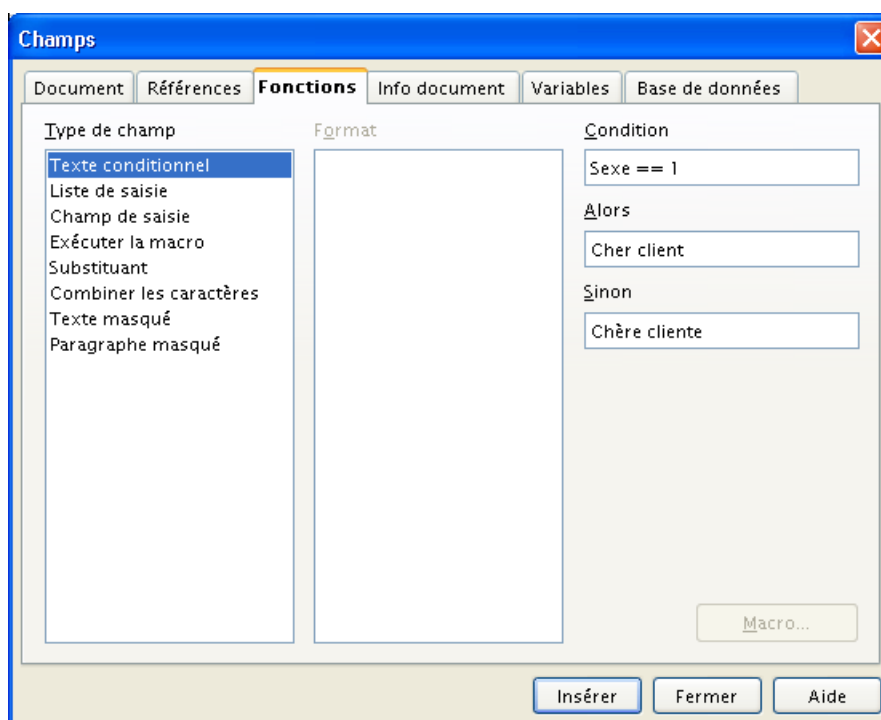 Champs
Document Références Fonctions Info document Variables Base de données
Type de champ
Texte conditionnel
Liste de saisie
Champ de saisie
Exécuter la macro
Substituant
Combiner les caractères
Texte masqué
Paragraphe masqué
Format
Condition
Sexe == 1
Alors
Cher client
Sinon
Chère cliente
Macro...
Insérer Fermer Aide